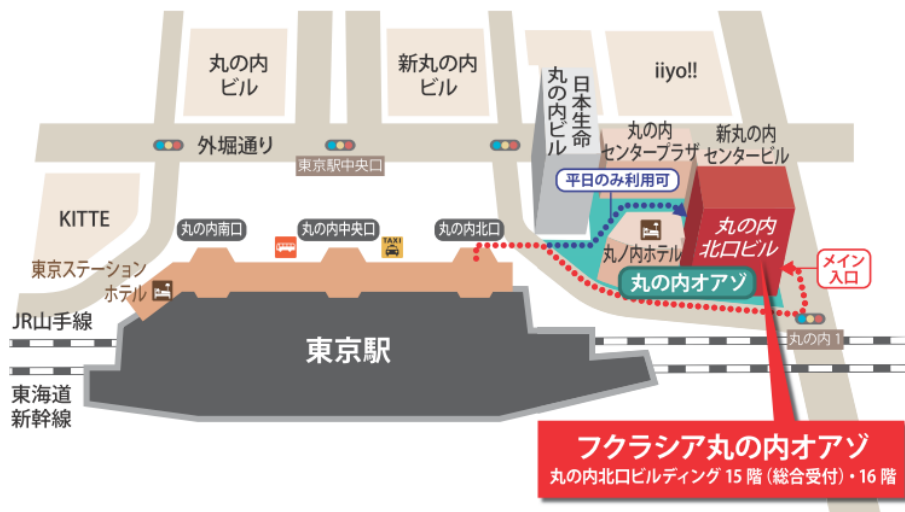 丸の内
ビル
新丸の内
ビル
iiyo!!
日本生命
丸の内ビル
丸の内
センタープラザ
新丸の内
センタービル
外堀通り
東京駅中央口
平日のみ利用可
KITTE
丸の内南口
丸の内中央口
TAXI
丸の内北口
丸ノ内ホテル
丸の内
北口ビル
メイン
入口
東京ステーション
ホテル
丸の内オアゾ
JR山手線
丸の内1
東京駅
東海道
新幹線
フクラシア丸の内オアゾ
丸の内北口ビルディング 15階（総合受付）・16階